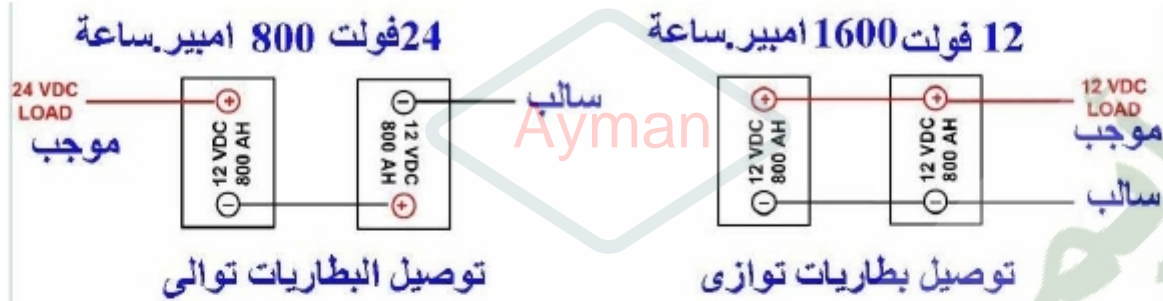 24فولت 800 امبير.ساعة
24 VDC
LOAD
موجب
12 VDC
800 AH
12 VDC
800 AH
سالب
توصيل البطاريات توالى
12 فولت 1600 امبير.ساعة
12 VDC
800 AH
12 VDC
800 AH
12 VDC
LOAD
موجب
سالب
توصيل بطاريات توازى
Ayman